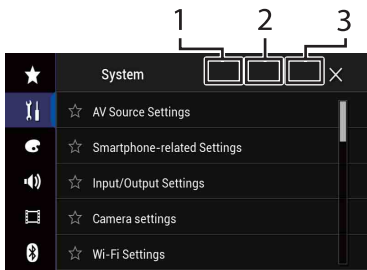 1 2 3
System
AV Source Settings
Smartphone-related Settings
Input/Output Settings
Camera settings
Wi-Fi Settings